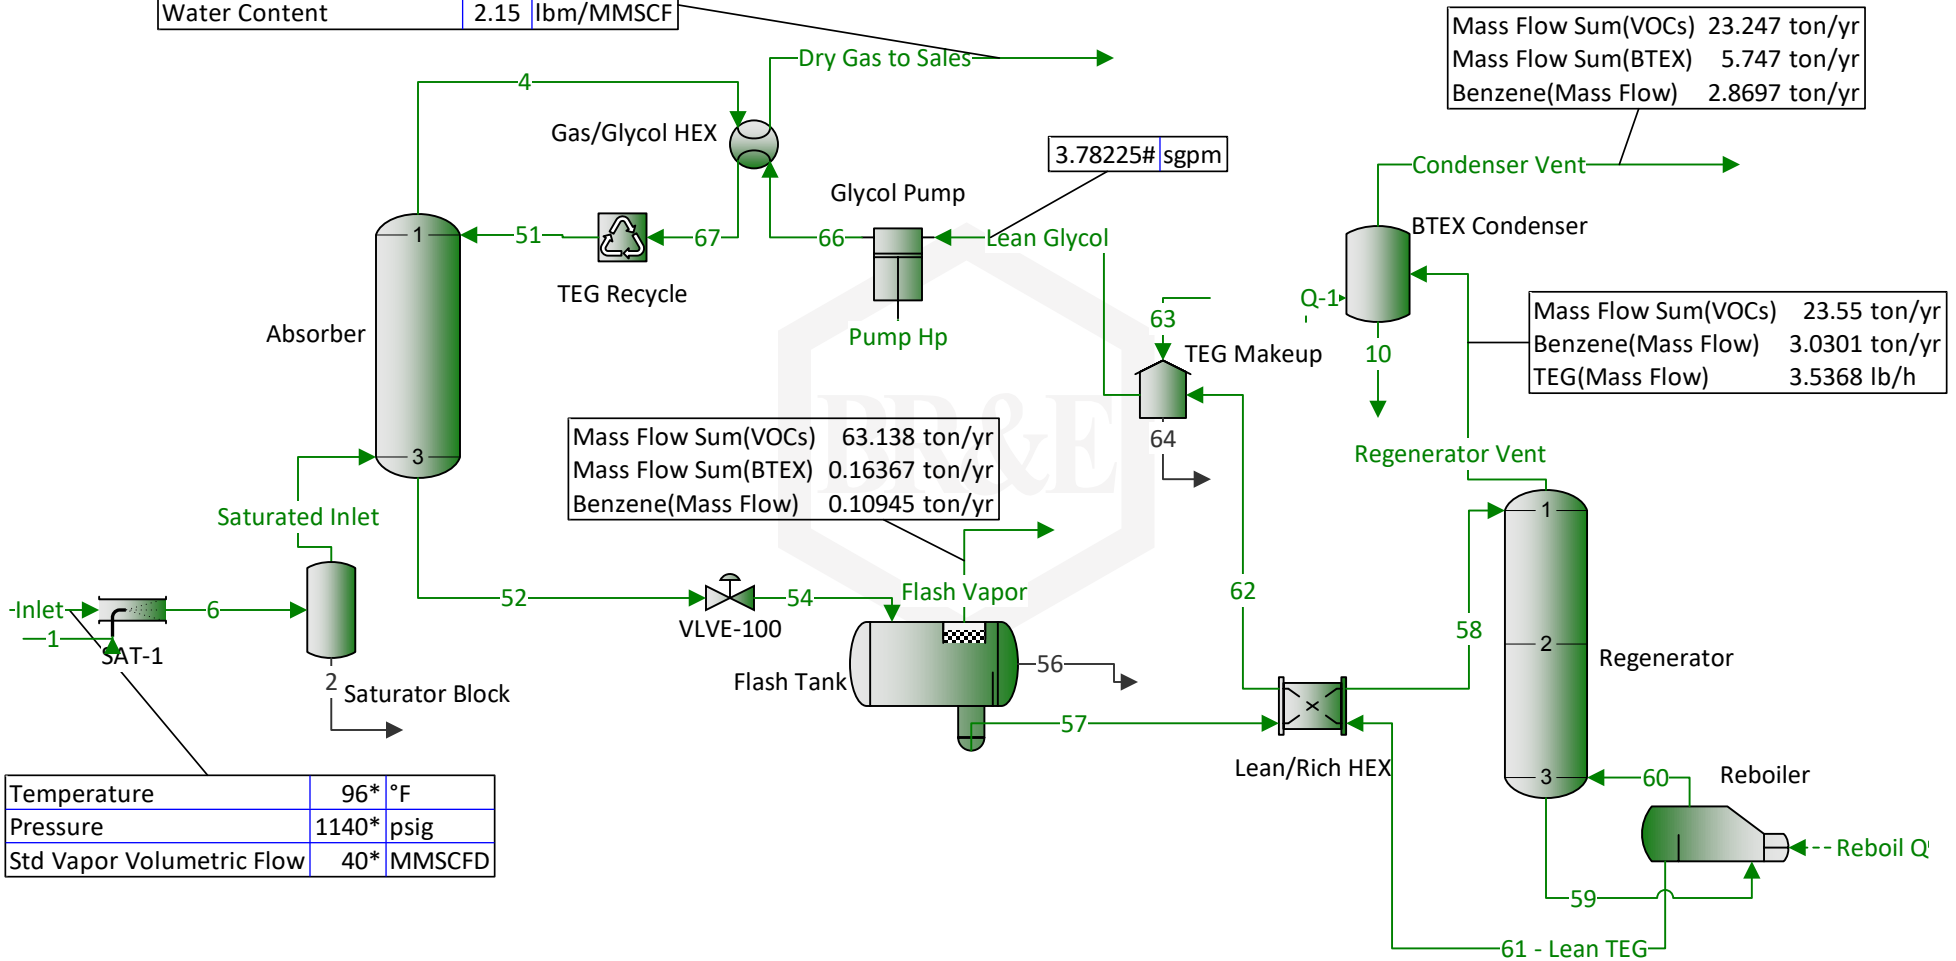 Water Content 2.15 lbm/MMSCF
Mass Flow Sum(VOCs) 23.247 ton/yr
Mass Flow Sum(BTEX) 5.747 ton/yr
Benzene(Mass Flow) 2.8697 ton/yr
Dry Gas to Sales
4
Gas/Glycol HEX
3.78225# sgpm
Condenser Vent
Glycol Pump
BTEX Condenser
1
51
67
66
Lean Glycol
TEG Recycle
Q-1
Mass Flow Sum(VOCs) 23.55 ton/yr
Benzene(Mass Flow) 3.0301 ton/yr
TEG(Mass Flow) 3.5368 lb/h
63
Absorber
Pump Hp
TEG Makeup
10
BR&E
Mass Flow Sum(VOCs) 63.138 ton/yr
Mass Flow Sum(BTEX) 0.16367 ton/yr
Benzene(Mass Flow) 0.10945 ton/yr
64
3
Regenerator Vent
Saturated Inlet
1
Inlet
6
52
54
Flash Vapor
62
58
1
VLVE-100
2
SAT-1
Regenerator
56
2
Saturator Block
Flash Tank
57
Lean/Rich HEX
3
60
Reboiler
Temperature 96* °F
Pressure 1140* psig
Std Vapor Volumetric Flow 40* MMSCFD
Reboil Q
59
61 - Lean TEG